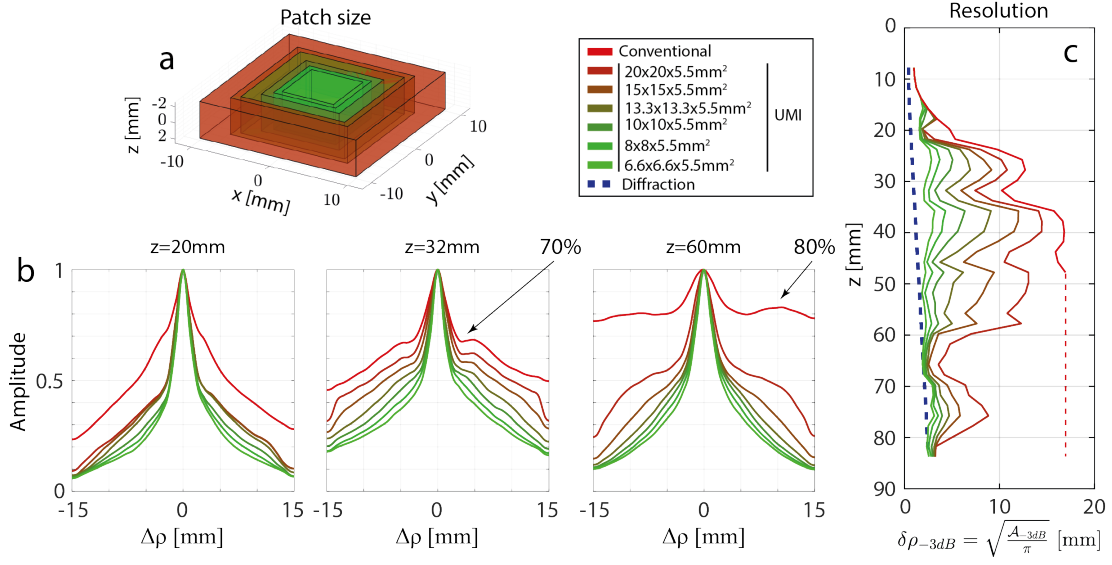 Patch size
a
-2
0
2
z [mm]
-10
0
10
x [mm]
-10
0
10
y [mm]
Conventional
20x20x5.5mm²
15x15x5.5mm²
13.3x13.3x5.5mm²
10x10x5.5mm²
8x8x5.5mm²
6.6x6.6x5.5mm²
UMI
Diffraction
b
z=20mm
z=32mm
70%
z=60mm
80%
1
0.5
0
Amplitude
-15 0 15
-15 0 15
-15 0 15
Δρ [mm]
Δρ [mm]
Δρ [mm]
Resolution
c
0
10
20
30
40
50
60
70
80
90
z [mm]
0 10 20
δρ₋₃dB = √(𝒜₋₃dB/π) [mm]